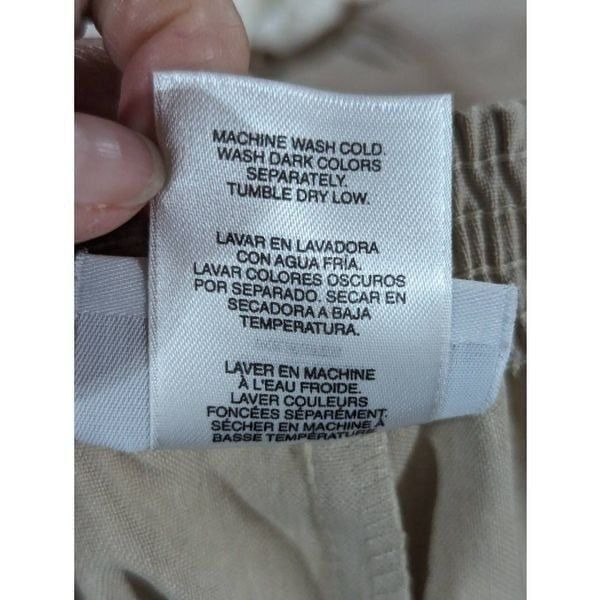 MACHINE WASH COLD.
WASH DARK COLORS
SEPARATELY.
TUMBLE DRY LOW.
LAVAR EN LAVADORA
CON AGUA FRÍA.
LAVAR COLORES OSCUROS
POR SEPARADO. SECAR EN
SECADORA A BAJA
TEMPERATURA.
LAVER EN MACHINE
À L'EAU FROIDE.
LAVER COULEURS
FONCÉES SÉPARÉMENT.
SÉCHER EN MACHINE À
BASSE TEMPÉRATURE